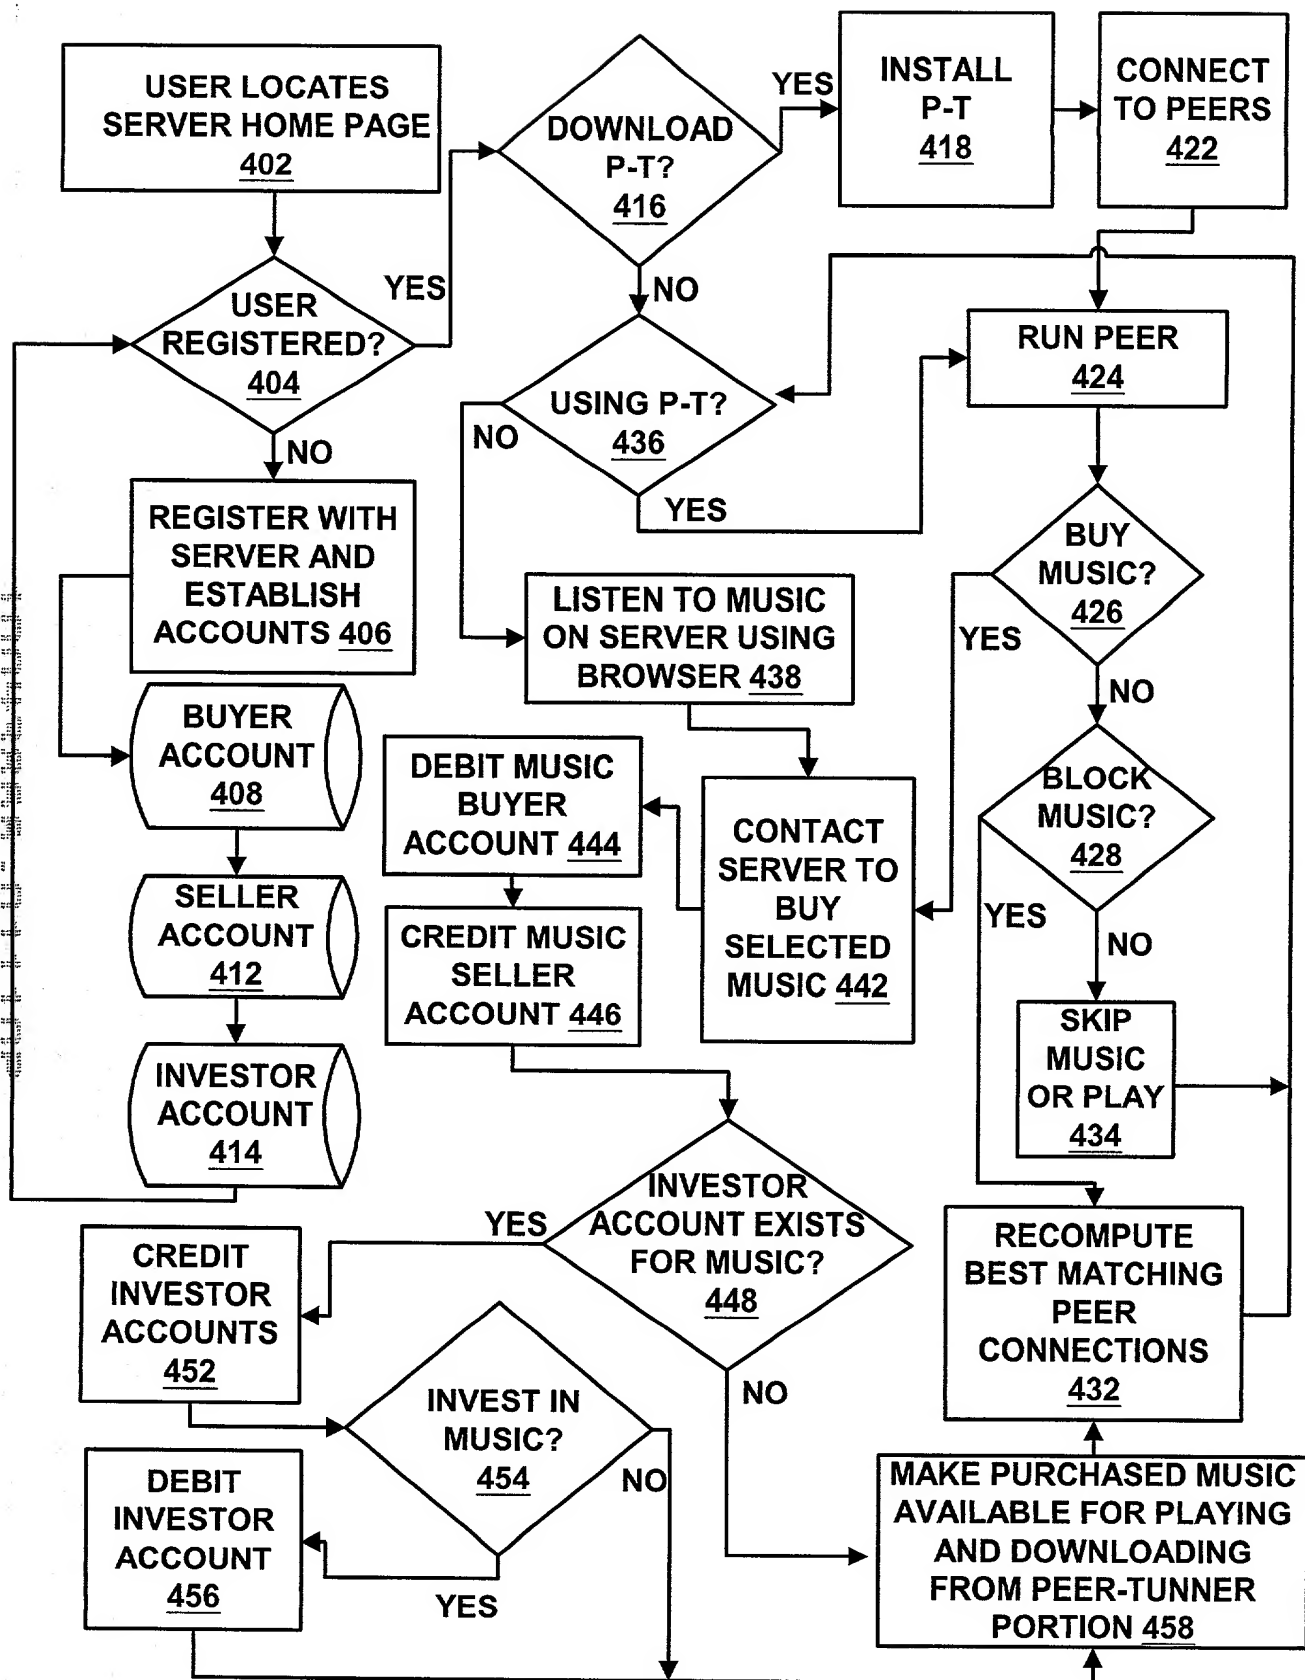 USER LOCATES
SERVER HOME PAGE
402
USER
REGISTERED?
404
YES
NO
REGISTER WITH
SERVER AND
ESTABLISH
ACCOUNTS 406
BUYER
ACCOUNT
408
SELLER
ACCOUNT
412
INVESTOR
ACCOUNT
414
DOWNLOAD
P-T?
416
YES
NO
INSTALL
P-T
418
CONNECT
TO PEERS
422
USING P-T?
436
NO
YES
RUN PEER
424
BUY
MUSIC?
426
YES
NO
BLOCK
MUSIC?
428
YES
NO
SKIP
MUSIC
OR PLAY
434
LISTEN TO MUSIC
ON SERVER USING
BROWSER 438
CONTACT
SERVER TO
BUY
SELECTED
MUSIC 442
DEBIT MUSIC
BUYER
ACCOUNT 444
CREDIT MUSIC
SELLER
ACCOUNT 446
INVESTOR
ACCOUNT EXISTS
FOR MUSIC?
448
YES
NO
CREDIT
INVESTOR
ACCOUNTS
452
INVEST IN
MUSIC?
454
NO
YES
DEBIT
INVESTOR
ACCOUNT
456
RECOMPUTE
BEST MATCHING
PEER
CONNECTIONS
432
MAKE PURCHASED MUSIC
AVAILABLE FOR PLAYING
AND DOWNLOADING
FROM PEER-TUNNER
PORTION 458